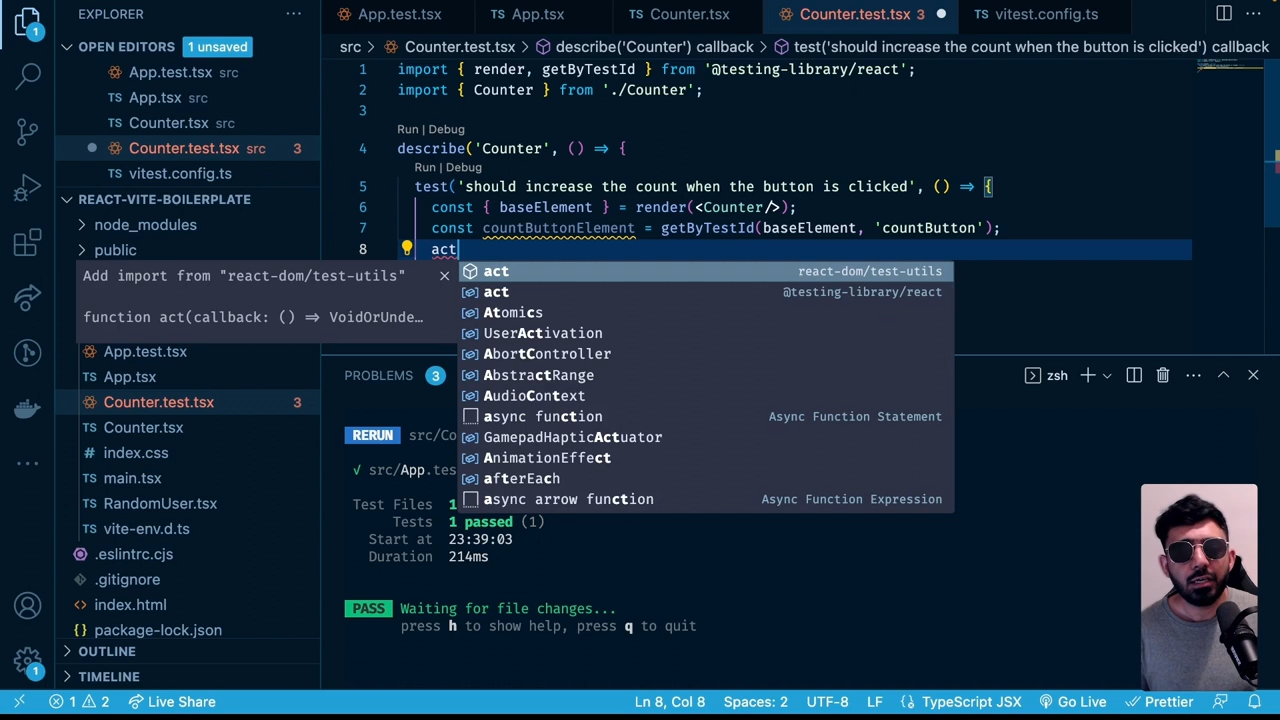 EXPLORER
App.test.tsx
App.tsx
Counter.tsx
Counter.test.tsx 3
vitest.config.ts
1
OPEN EDITORS 1 unsaved
src > Counter.test.tsx > describe('Counter') callback > test('should increase the count when the button is clicked') callback
App.test.tsx src
App.tsx src
Counter.tsx src
Counter.test.tsx src 3
vitest.config.ts
REACT-VITE-BOILERPLATE
node_modules
public
1 import { render, getByTestId } from '@testing-library/react';
2 import { Counter } from './Counter';
3
Run | Debug
4 describe('Counter', () => {
Run | Debug
5 test('should increase the count when the button is clicked', () => {
6 const { baseElement } = render(<Counter/>);
7 const countButtonElement = getByTestId(baseElement, 'countButton');
8 act
Add import from "react-dom/test-utils"
function act(callback: () => VoidOrUnde…
act react-dom/test-utils
act @testing-library/react
Atomics
UserActivation
AbortController
AbstractRange
AudioContext
async function Async Function Statement
GamepadHapticActuator
AnimationEffect
afterEach
async arrow function Async Function Expression
App.test.tsx
App.tsx
Counter.test.tsx 3
Counter.tsx
index.css
main.tsx
RandomUser.tsx
vite-env.d.ts
.eslintrc.cjs
.gitignore
index.html
package-lock.json
OUTLINE
TIMELINE
PROBLEMS 3
zsh
RERUN src/Co
✓ src/App.tes
Test Files 1
Tests 1 passed (1)
Start at 23:39:03
Duration 214ms
PASS Waiting for file changes...
press h to show help, press q to quit
1
1 2 Live Share
Ln 8, Col 8 Spaces: 2 UTF-8 LF {} TypeScript JSX Go Live Prettier